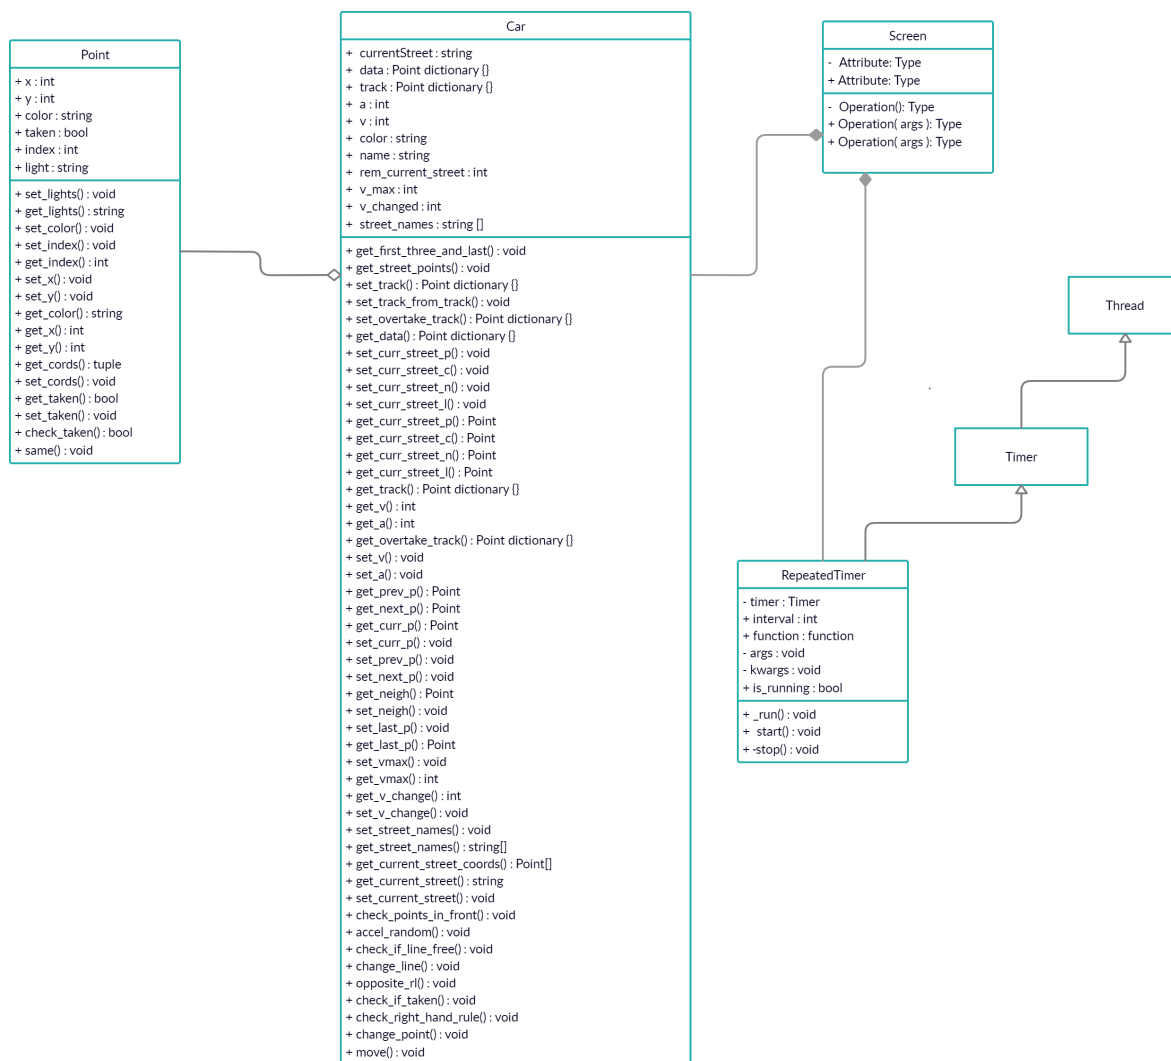 Point
+ x : int
+ y : int
+ color : string
+ taken : bool
+ index : int
+ light : string
+ set_lights() : void
+ get_lights() : string
+ set_color() : void
+ set_index() : void
+ get_index() : int
+ set_x() : void
+ set_y() : void
+ get_color() : string
+ get_x() : int
+ get_y() : int
+ get_cords() : tuple
+ set_cords() : void
+ get_taken() : bool
+ set_taken() : void
+ check_taken() : bool
+ same() : void
Car
+ currentStreet : string
+ data : Point dictionary {}
+ track : Point dictionary {}
+ a : int
+ v : int
+ color : string
+ name : string
+ rem_current_street : int
+ v_max : int
+ v_changed : int
+ street_names : string []
+ get_first_three_and_last() : void
+ get_street_points() : void
+ set_track() : Point dictionary {}
+ set_track_from_track() : void
+ set_overtake_track() : Point dictionary {}
+ get_data() : Point dictionary {}
+ set_curr_street_p() : void
+ set_curr_street_c() : void
+ set_curr_street_n() : void
+ set_curr_street_l() : void
+ get_curr_street_p() : Point
+ get_curr_street_c() : Point
+ get_curr_street_n() : Point
+ get_curr_street_l() : Point
+ get_track() : Point dictionary {}
+ get_v() : int
+ get_a() : int
+ get_overtake_track() : Point dictionary {}
+ set_v() : void
+ set_a() : void
+ get_prev_p() : Point
+ get_next_p() : Point
+ get_curr_p() : Point
+ set_curr_p() : void
+ set_prev_p() : void
+ set_next_p() : void
+ get_neigh() : Point
+ set_neigh() : void
+ set_last_p() : void
+ get_last_p() : Point
+ set_vmax() : void
+ get_vmax() : int
+ get_v_change() : int
+ set_v_change() : void
+ set_street_names() : void
+ get_street_names() : string[]
+ get_current_street_coords() : Point[]
+ get_current_street() : string
+ set_current_street() : void
+ check_points_in_front() : void
+ accel_random() : void
+ check_if_line_free() : void
+ change_line() : void
+ opposite_rl() : void
+ check_if_taken() : void
+ check_right_hand_rule() : void
+ change_point() : void
+ move() : void
Screen
- Attribute: Type
+ Attribute: Type
- Operation(): Type
+ Operation( args ): Type
+ Operation( args ): Type
Thread
Timer
RepeatedTimer
- timer : Timer
+ interval : int
+ function : function
- args : void
- kwargs : void
+ is_running : bool
+ _run() : void
+ start() : void
+ -stop() : void